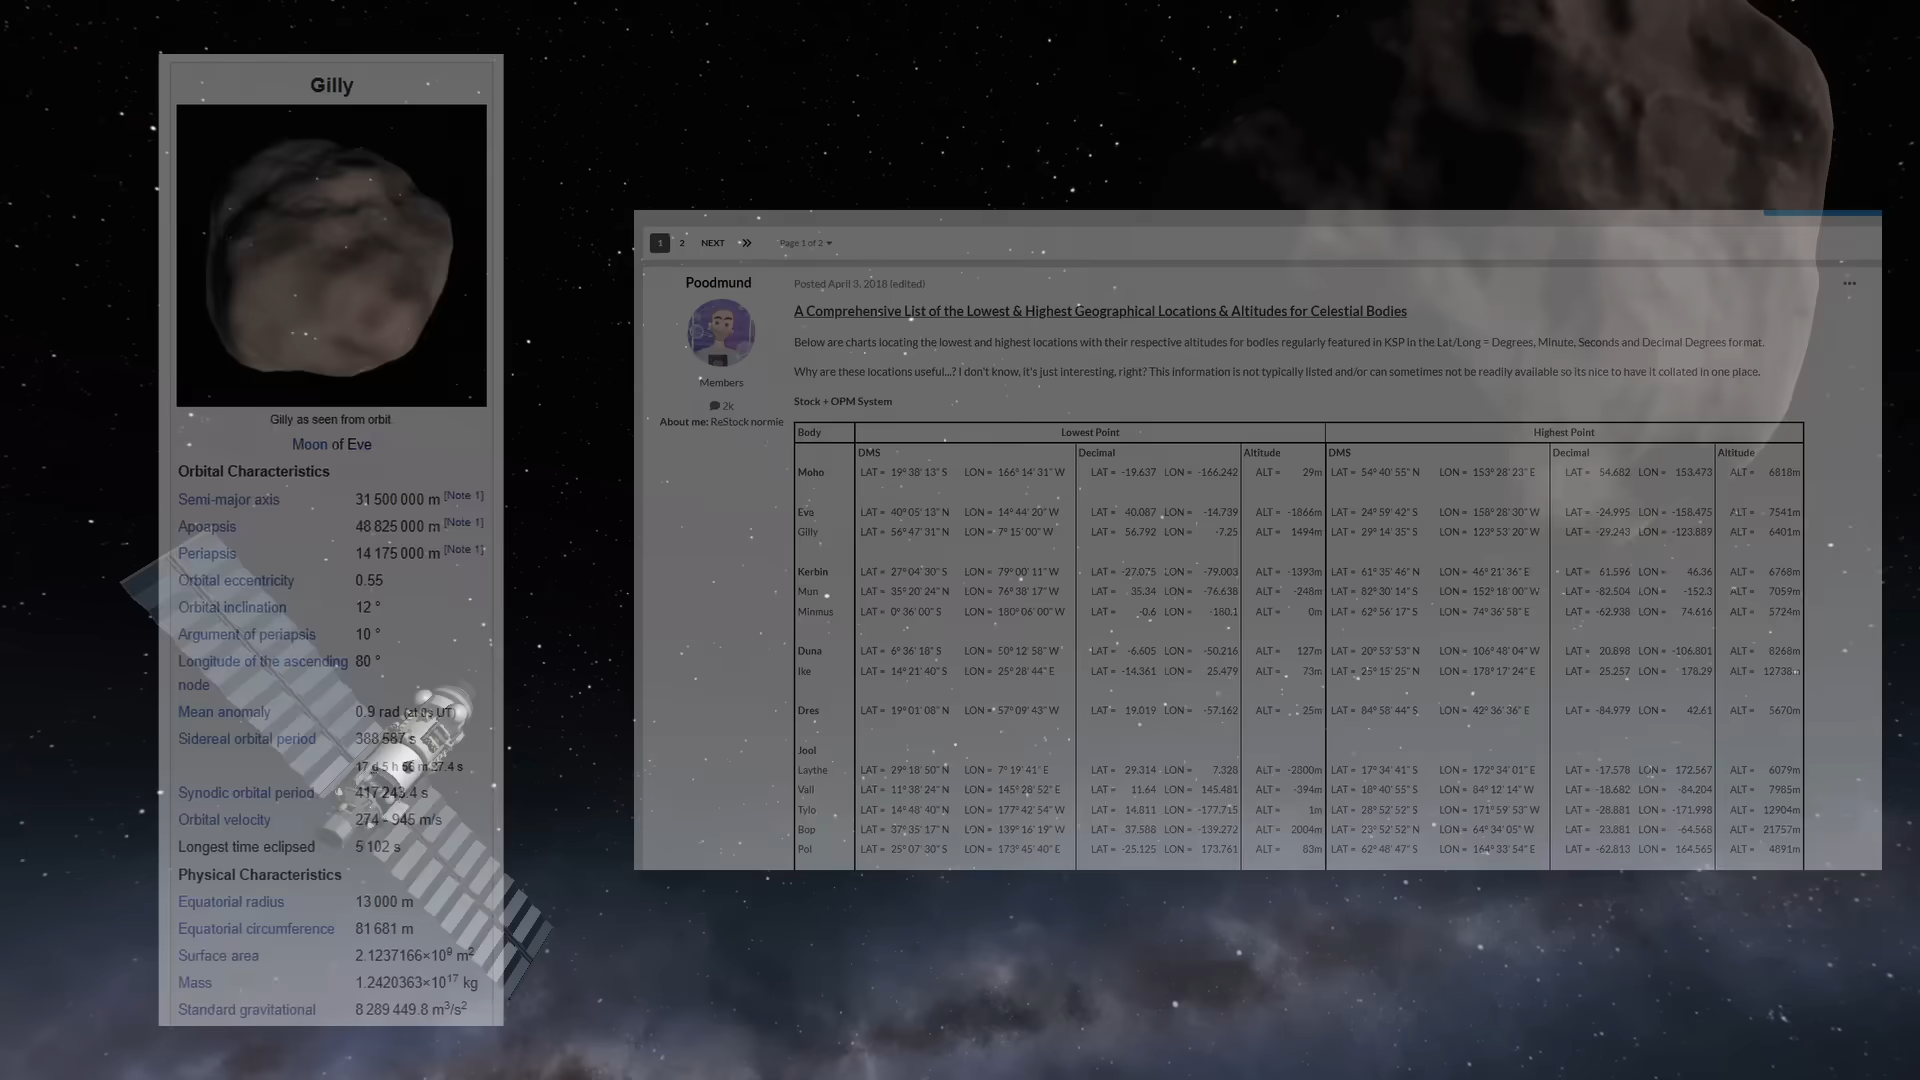 Gilly
Gilly as seen from orbit.
Moon of Eve
Orbital Characteristics
Semi-major axis 31 500 000 m [Note 1]
Apoapsis 48 825 000 m [Note 1]
Periapsis 14 175 000 m [Note 1]
Orbital eccentricity 0.55
Orbital inclination 12 °
Argument of periapsis 10 °
Longitude of the ascending node 80 °
Mean anomaly 0.9 rad (at 0s UT)
Sidereal orbital period 388 587 s
17 d 5 h 56 m 27.4 s
Synodic orbital period 417 243.4 s
Orbital velocity 274 - 945 m/s
Longest time eclipsed 5 102 s
Physical Characteristics
Equatorial radius 13 000 m
Equatorial circumference 81 681 m
Surface area 2.1237166×10⁹ m²
Mass 1.2420363×10¹⁷ kg
Standard gravitational 8 289 449.8 m³/s²
1 2 NEXT » Page 1 of 2
Poodmund
Members
2k
About me: ReStock normie
Posted April 3, 2018 (edited)
A Comprehensive List of the Lowest & Highest Geographical Locations & Altitudes for Celestial Bodies
Below are charts locating the lowest and highest locations with their respective altitudes for bodies regularly featured in KSP in the Lat/Long = Degrees, Minute, Seconds and Decimal Degrees format.
Why are these locations useful...? I don't know, it's just interesting, right? This information is not typically listed and/or can sometimes not be readily available so its nice to have it collated in one place.
Stock + OPM System
Body Lowest Point Highest Point
DMS Decimal Altitude DMS Decimal Altitude
Moho LAT = 19° 38' 13" S LON = 166° 14' 31" W LAT = -19.637 LON = -166.242 ALT = 29m LAT = 54° 40' 55" N LON = 153° 28' 23" E LAT = 54.682 LON = 153.473 ALT = 6818m
Eve LAT = 40° 05' 13" N LON = 14° 44' 20" W LAT = 40.087 LON = -14.739 ALT = -1866m LAT = 24° 59' 42" S LON = 158° 28' 30" W LAT = -24.995 LON = -158.475 ALT = 7541m
Gilly LAT = 56° 47' 31" N LON = 7° 15' 00" W LAT = 56.792 LON = -7.25 ALT = 1494m LAT = 29° 14' 35" S LON = 123° 53' 20" W LAT = -29.243 LON = -123.889 ALT = 6401m
Kerbin LAT = 27° 04' 30" S LON = 79° 00' 11" W LAT = -27.075 LON = -79.003 ALT = -1393m LAT = 61° 35' 46" N LON = 46° 21' 36" E LAT = 61.596 LON = 46.36 ALT = 6768m
Mun LAT = 35° 20' 24" N LON = 76° 38' 17" W LAT = 35.34 LON = -76.638 ALT = -248m LAT = 82° 30' 14" S LON = 152° 18' 00" W LAT = -82.504 LON = -152.3 ALT = 7059m
Minmus LAT = 0° 36' 00" S LON = 180° 06' 00" W LAT = -0.6 LON = -180.1 ALT = 0m LAT = 62° 56' 17" S LON = 74° 36' 58" E LAT = -62.938 LON = 74.616 ALT = 5724m
Duna LAT = 6° 36' 18" S LON = 50° 12' 58" W LAT = -6.605 LON = -50.216 ALT = 127m LAT = 20° 53' 53" N LON = 106° 48' 04" W LAT = 20.898 LON = -106.801 ALT = 8268m
Ike LAT = 14° 21' 40" S LON = 25° 28' 44" E LAT = -14.361 LON = 25.479 ALT = 73m LAT = 25° 15' 25" N LON = 178° 17' 24" E LAT = 25.257 LON = 178.29 ALT = 12738m
Dres LAT = 19° 01' 08" N LON = 57° 09' 43" W LAT = 19.019 LON = -57.162 ALT = 25m LAT = 84° 58' 44" S LON = 42° 36' 36" E LAT = -84.979 LON = 42.61 ALT = 5670m
Jool
Laythe LAT = 29° 18' 50" N LON = 7° 19' 41" E LAT = 29.314 LON = 7.328 ALT = -2800m LAT = 17° 34' 41" S LON = 172° 34' 01" E LAT = -17.578 LON = 172.567 ALT = 6079m
Vall LAT = 11° 38' 24" N LON = 145° 28' 52" E LAT = 11.64 LON = 145.481 ALT = -394m LAT = 18° 40' 55" S LON = 84° 12' 14" W LAT = -18.682 LON = -84.204 ALT = 7985m
Tylo LAT = 14° 48' 40" N LON = 177° 42' 54" W LAT = 14.811 LON = -177.715 ALT = 1m LAT = 28° 52' 52" S LON = 171° 59' 53" W LAT = -28.881 LON = -171.998 ALT = 12904m
Bop LAT = 37° 35' 17" N LON = 139° 16' 19" W LAT = 37.588 LON = -139.272 ALT = 2004m LAT = 23° 52' 52" N LON = 64° 34' 05" W LAT = 23.881 LON = -64.568 ALT = 21757m
Pol LAT = 25° 07' 30" S LON = 173° 45' 40" E LAT = -25.125 LON = 173.761 ALT = 83m LAT = 62° 48' 47" S LON = 164° 33' 54" E LAT = -62.813 LON = 164.565 ALT = 4891m